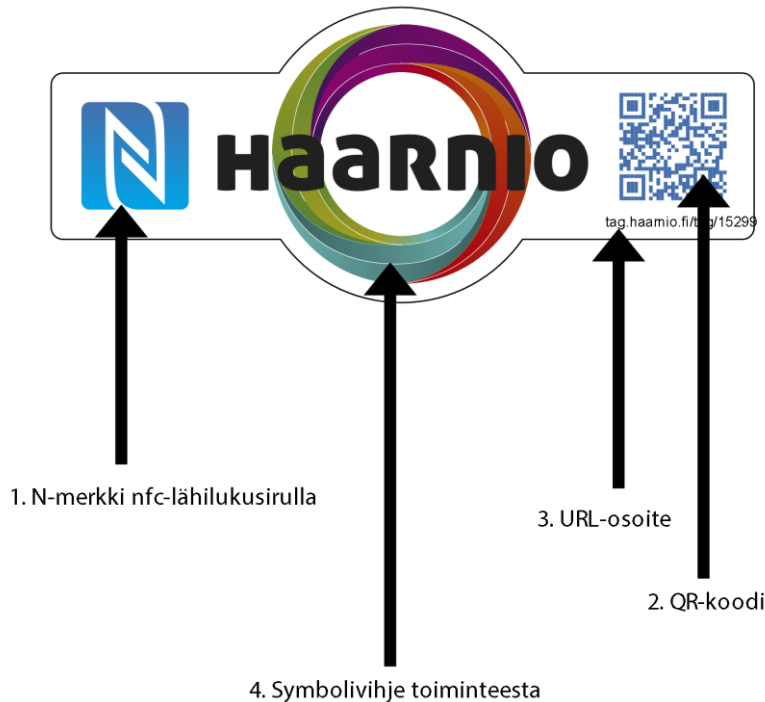 HaaRnio
tag.haarnio.fi/tag/15299
1. N-merkki nfc-lähilukusirulla
3. URL-osoite
2. QR-koodi
4. Symbolivihje toiminteesta